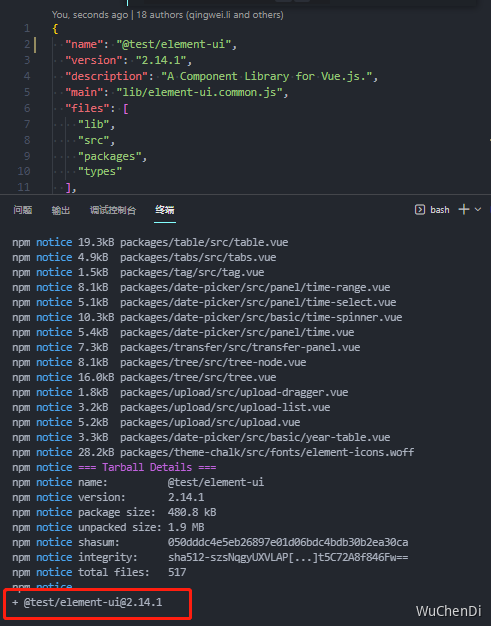 You, seconds ago | 18 authors (qingwei.li and others)
1 {
2 "name": "@test/element-ui",
3 "version": "2.14.1",
4 "description": "A Component Library for Vue.js.",
5 "main": "lib/element-ui.common.js",
6 "files": [
7 "lib",
8 "src",
9 "packages",
10 "types"
11 ],
问题 输出 调试控制台 终端 bash
npm notice 19.3kB packages/table/src/table.vue
npm notice 4.9kB packages/tabs/src/tabs.vue
npm notice 1.5kB packages/tag/src/tag.vue
npm notice 8.1kB packages/date-picker/src/panel/time-range.vue
npm notice 5.1kB packages/date-picker/src/panel/time-select.vue
npm notice 10.3kB packages/date-picker/src/basic/time-spinner.vue
npm notice 5.4kB packages/date-picker/src/panel/time.vue
npm notice 7.3kB packages/transfer/src/transfer-panel.vue
npm notice 8.1kB packages/tree/src/tree-node.vue
npm notice 16.0kB packages/tree/src/tree.vue
npm notice 1.8kB packages/upload/src/upload-dragger.vue
npm notice 3.2kB packages/upload/src/upload-list.vue
npm notice 5.2kB packages/upload/src/upload.vue
npm notice 3.3kB packages/date-picker/src/basic/year-table.vue
npm notice 28.2kB packages/theme-chalk/src/fonts/element-icons.woff
npm notice === Tarball Details ===
npm notice name: @test/element-ui
npm notice version: 2.14.1
npm notice package size: 480.8 kB
npm notice unpacked size: 1.9 MB
npm notice shasum: 050dddc4e5eb26897e01d06bdc4bdb30b2ea30ca
npm notice integrity: sha512-szsNqgyUXVLAP[...]t5C72A8f846Fw==
npm notice total files: 517
npm notice
+ @test/element-ui@2.14.1
WuChenDi